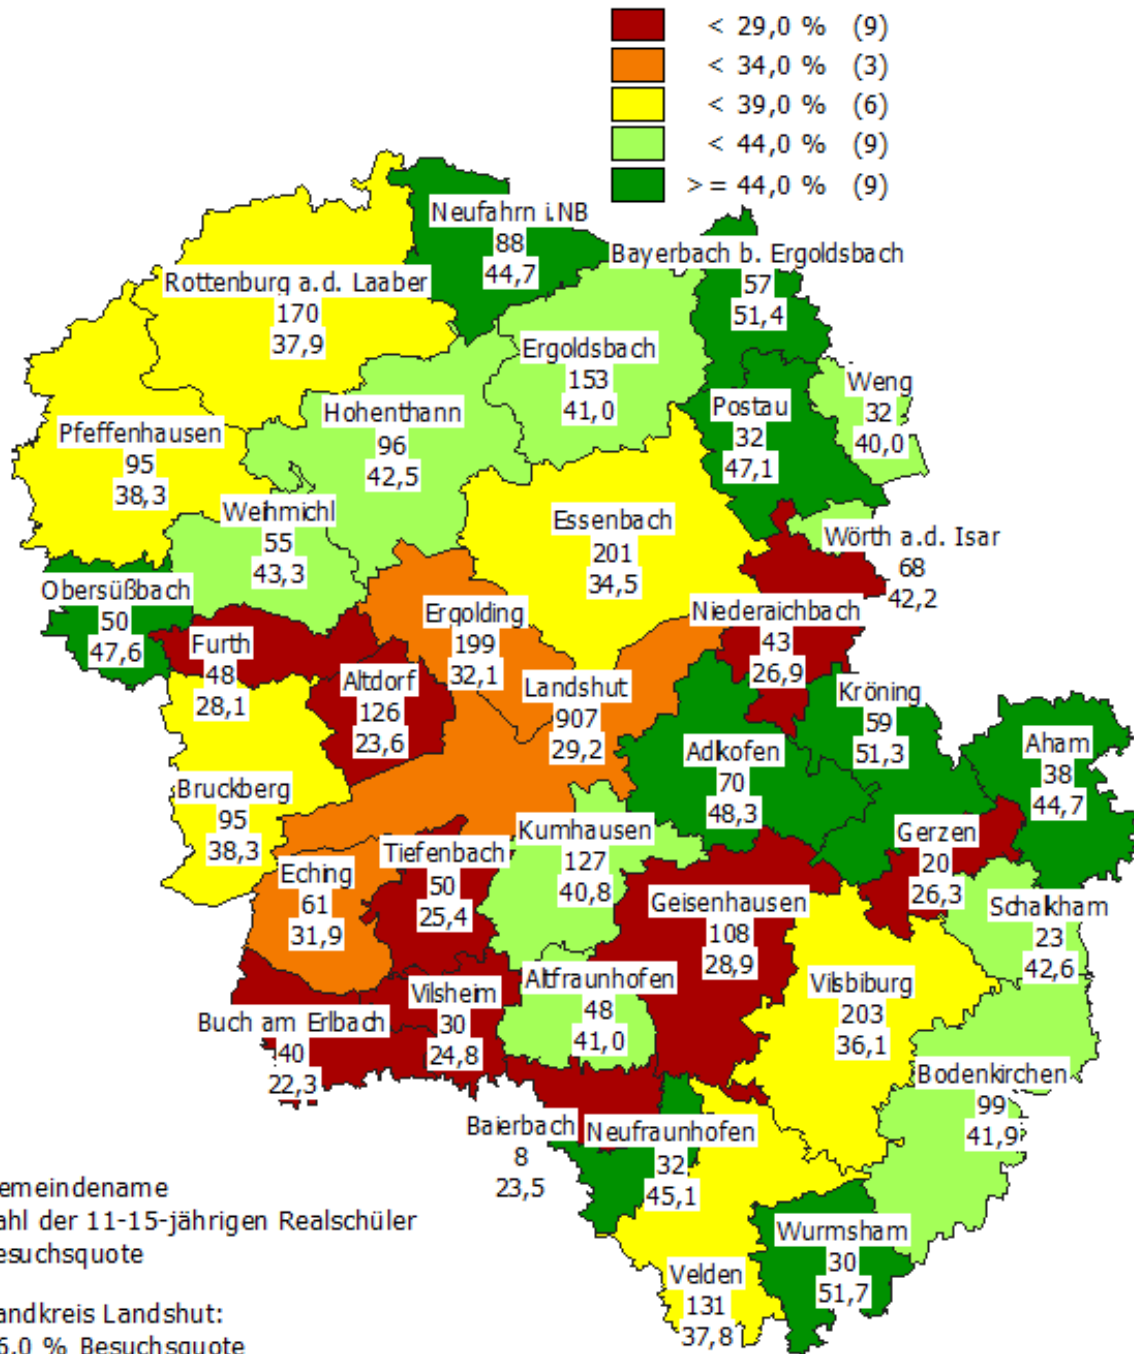 < 29,0 % (9)
< 34,0 % (3)
< 39,0 % (6)
< 44,0 % (9)
>= 44,0 % (9)
Neufahrn i.NB
88
44,7
Bayerbach b. Ergoldsbach
57
51,4
Rottenburg a.d. Laaber
170
37,9
Ergoldsbach
153
41,0
Weng
32
40,0
Postau
32
47,1
Hohenthann
96
42,5
Pfeffenhausen
95
38,3
Weihmichl
55
43,3
Essenbach
201
34,5
Wörth a.d. Isar
68
42,2
Obersüßbach
50
47,6
Ergolding
199
32,1
Niederaichbach
43
26,9
Furth
48
28,1
Altdorf
126
23,6
Landshut
907
29,2
Kröning
59
51,3
Adlkofen
70
48,3
Aham
38
44,7
Bruckberg
95
38,3
Kumhausen
127
40,8
Gerzen
20
26,3
Tiefenbach
50
25,4
Eching
61
31,9
Geisenhausen
108
28,9
Schalkham
23
42,6
Altfraunhofen
48
41,0
Vilsbiburg
203
36,1
Vilsheim
30
24,8
Buch am Erlbach
40
22,3
Bodenkirchen
99
41,9
Baierbach
8
23,5
Neufraunhofen
32
45,1
Wurmsham
30
51,7
Velden
131
37,8
emeindename
ahl der 11-15-jährigen Realschüler
esuchsquote
andkreis Landshut:
6,0 % Besuchsquote